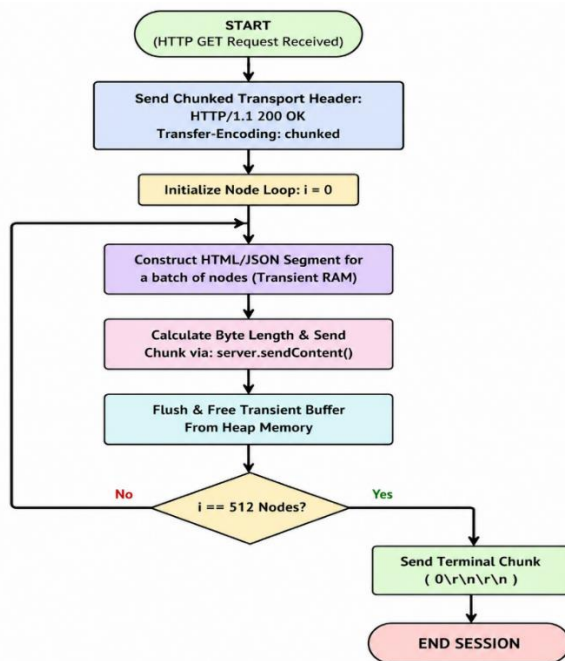 START
(HTTP GET Request Received)
Send Chunked Transport Header:
HTTP/1.1 200 OK
Transfer-Encoding: chunked
Initialize Node Loop: i = 0
Construct HTML/JSON Segment for
a batch of nodes (Transient RAM)
Calculate Byte Length & Send
Chunk via: server.sendContent()
Flush & Free Transient Buffer
From Heap Memory
No
i == 512 Nodes?
Yes
Send Terminal Chunk
( 0\r\n\r\n )
END SESSION